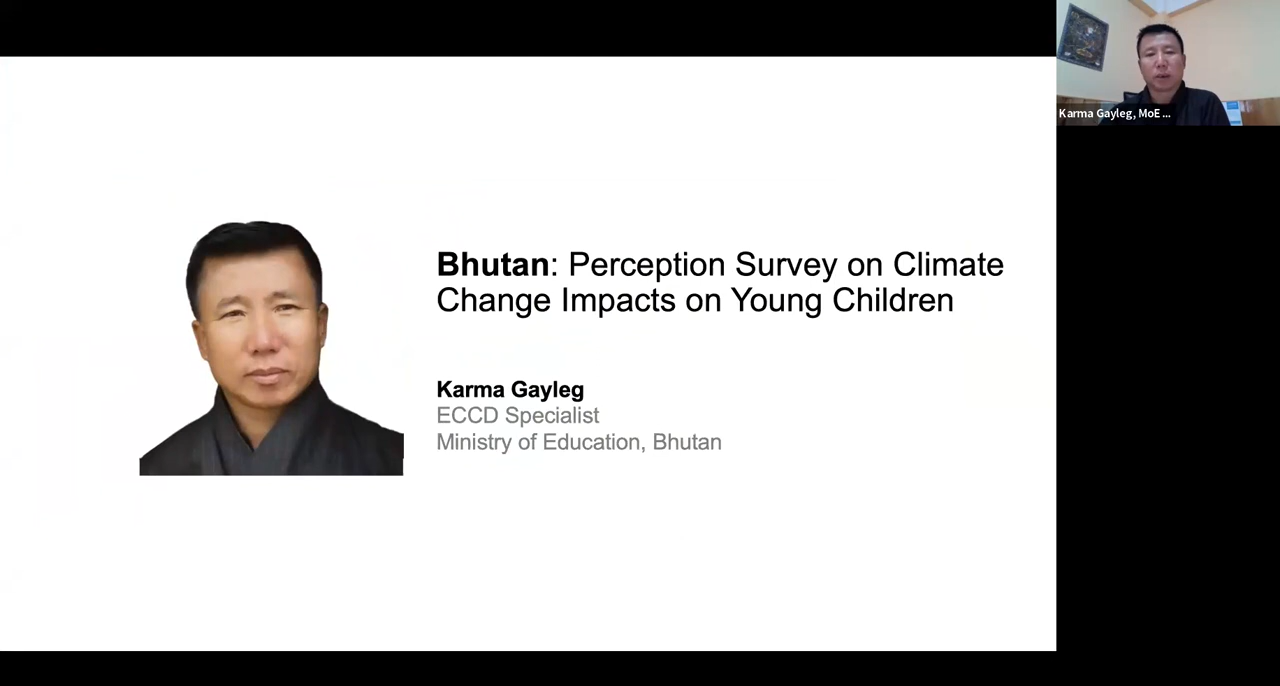 Karma Gayleg, MoE ...
Bhutan: Perception Survey on Climate
Change Impacts on Young Children
Karma Gayleg
ECCD Specialist
Ministry of Education, Bhutan